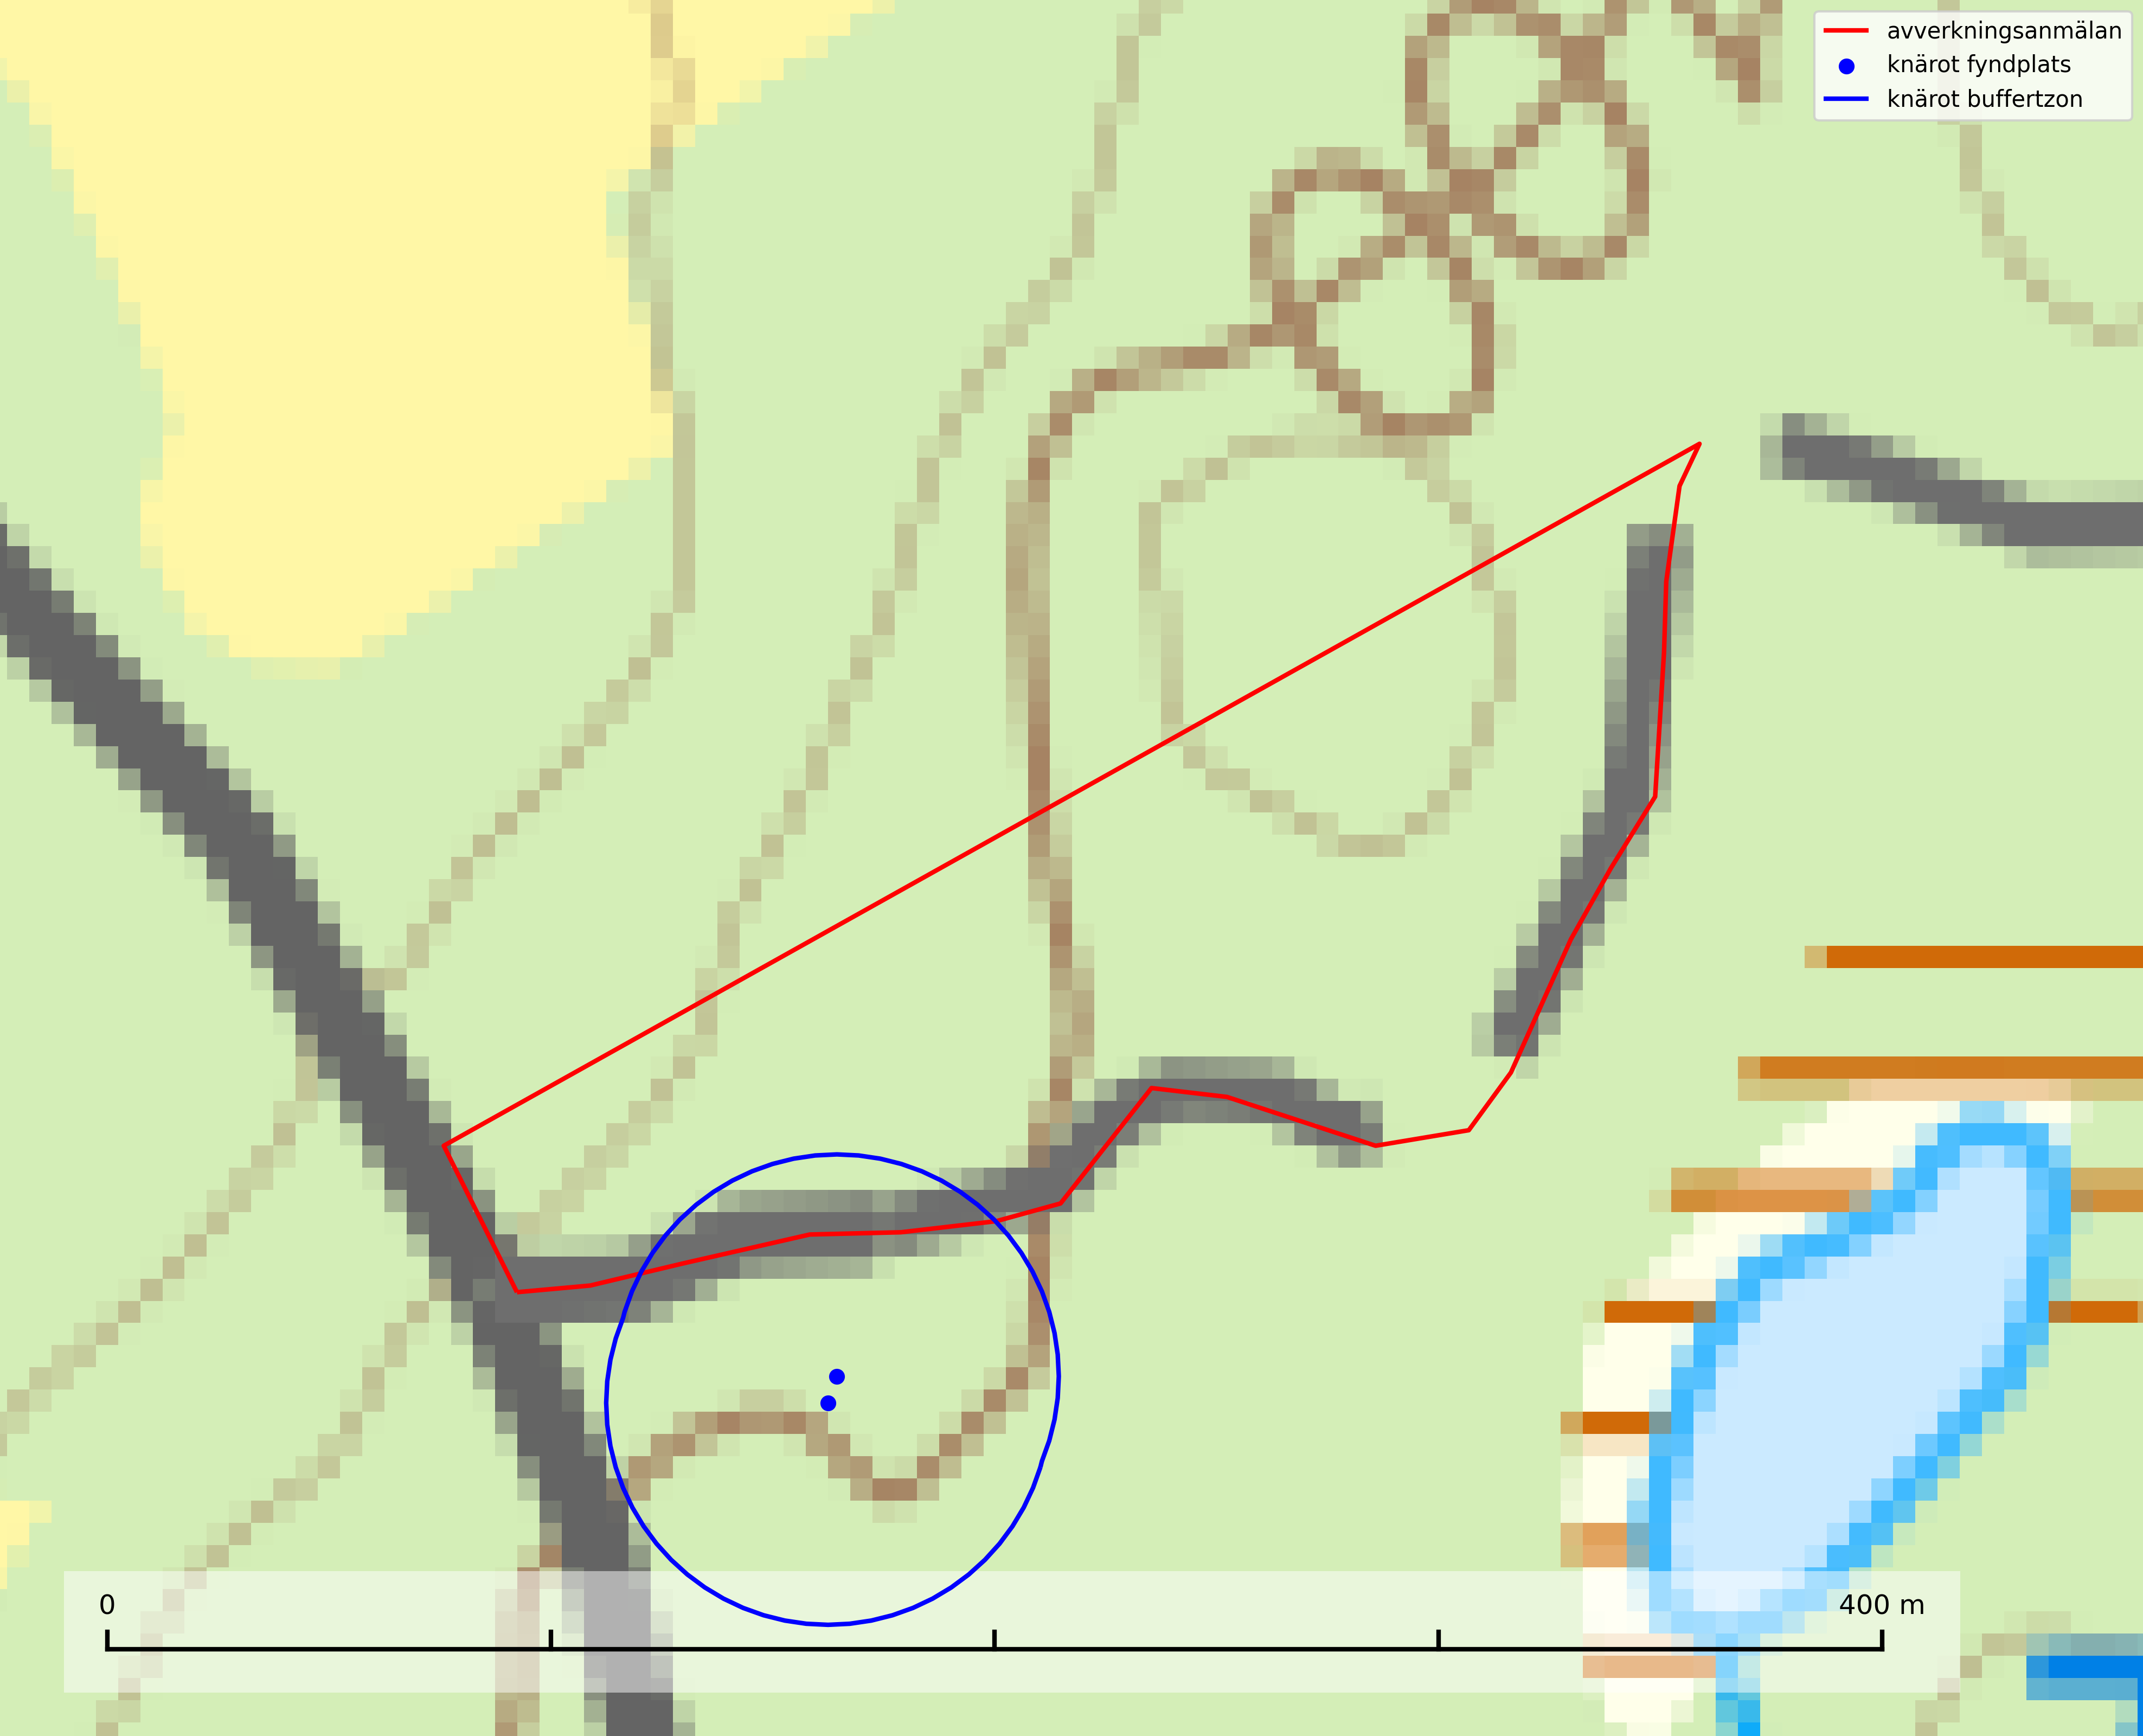 avverkningsanmälan
knärot fyndplats
knärot buffertzon
0
400 m